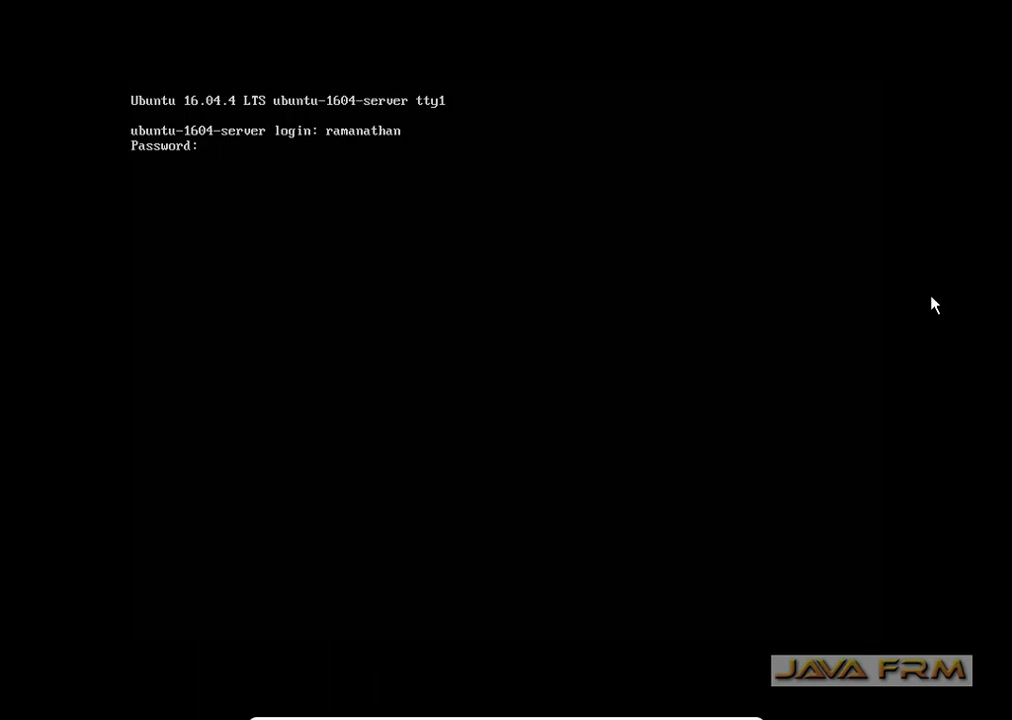 Ubuntu 16.04.4 LTS ubuntu-1604-server tty1
ubuntu-1604-server login: ramanathan
Password:
JAVA FRM